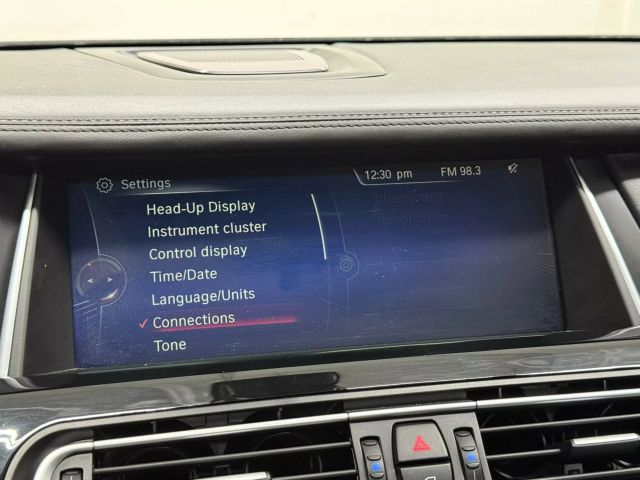 Settings
12:30 pm
FM 98.3
Head-Up Display
Instrument cluster
Control display
Time/Date
Language/Units
✓ Connections
Tone